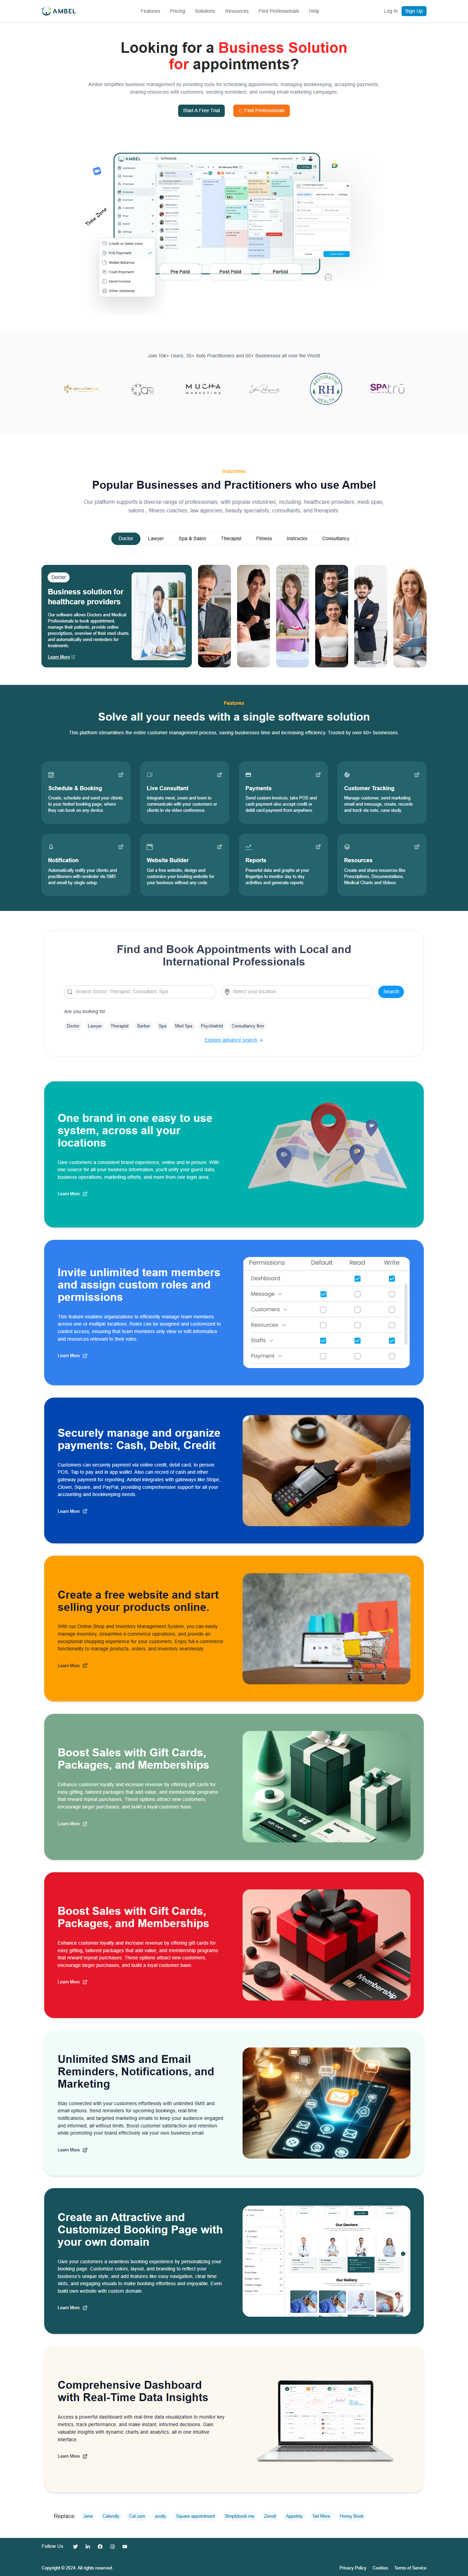 AMBEL
Features Pricing Solutions Resources Find Professionals Help
Log in Sign Up
Looking for a Business Solution
for appointments?
Ambel simplifies business management by providing tools for scheduling appointments, managing bookkeeping, accepting payments,
sharing resources with customers, sending reminders, and running email marketing campaigns.
Start A Free Trial
Find Professionals
AMBEL
Schedule
Time Zone
Credit or Debit card
POS Payment
Wallet Balance
Cash Payment
Send Invoice
Other Optionaly
Pre Paid
Post Paid
Partial
Join 10k+ Users, 35+ Solo Practitioners and 60+ Businesses all over the World
CFR
MUCHA
MARKETING
RESTORATIVE
RH
HEALTH
SPA trü
Industries
Popular Businesses and Practitioners who use Ambel
Our platform supports a diverse range of professionals, with popular industries, including: healthcare providers, medi spas,
salons , fitness coaches, law agencies, beauty specialists, consultants, and therapists.
Doctor Lawyer Spa & Salon Therapist Fitness Instructor Consultancy
Doctor
Business solution for
healthcare providers
Our software allows Doctors and Medical
Professionals to book appointment,
manage their patients, provide online
prescriptions, overview of their mod charts
and automatically send reminders for
treatments.
Learn More
Features
Solve all your needs with a single software solution
This platform streamlines the entire customer management process, saving businesses time and increasing efficiency. Trusted by over 60+ businesses.
Schedule & Booking
Create, schedule and send your clients
to your Ambel booking page, where
they can book on any device.
Live Consultant
Integrate meet, zoom and team to
communicate with your customers or
clients in via video conference.
Payments
Send custom invoices, take POS and
cash payment also accept credit or
debit card payment from anywhere.
Customer Tracking
Manage customer, send marketing
email and message, create, records
and track via note, case study.
Notification
Automatically notify your clients and
practitioners with reminder vis SMS
and email by single setup.
Website Builder
Get a free website, design and
customize your booking website for
your business without any code.
Reports
Powerful data and graphs at your
fingertips to monitor day to day
activities and generate reports.
Resources
Create and share resources like
Prescriptions, Documentations,
Medical Charts and Videos.
Find and Book Appointments with Local and
International Professionals
Search Doctor, Therapist, Consultant, Spa
Select your location
Search
Are you looking for
Doctor Lawyer Therapist Barbar Spa Med Spa Psychiatrist Consultancy firm
Explore advance search
One brand in one easy to use
system, across all your
locations
Give customers a consistent brand experience, online and in person. With
one source for all your business information, you'll unify your guest data,
business operations, marketing efforts, and more from one login area.
Learn More
Invite unlimited team members
and assign custom roles and
permissions
This feature enables organizations to efficiently manage team members
across one or multiple locations. Roles can be assigned and customized to
control access, ensuring that team members only view or edit information
and resources relevant to their roles.
Learn More
Permissions Default Read Write
Dashboard
Message
Customers
Resources
Staffs
Payment
Securely manage and organize
payments: Cash, Debit, Credit
Customers can securely payment via online credit, debit card, in person
POS, Tap to pay and in app wallet. Also can record of cash and other
gateway payment for reporting. Ambel integrates with gateways like Stripe,
Clover, Square, and PayPal, providing comprehensive support for all your
accounting and bookkeeping needs.
Learn More
Create a free website and start
selling your products online.
With our Online Shop and Inventory Management System, you can easily
manage inventory, streamline e-commerce operations, and provide an
exceptional shopping experience for your customers. Enjoy full e-commerce
functionality to manage products, orders, and inventory seamlessly.
Learn More
Boost Sales with Gift Cards,
Packages, and Memberships
Enhance customer loyalty and increase revenue by offering gift cards for
easy gifting, tailored packages that add value, and membership programs
that reward repeat purchases. These options attract new customers,
encourage larger purchases, and build a loyal customer base.
Learn More
Boost Sales with Gift Cards,
Packages, and Memberships
Enhance customer loyalty and increase revenue by offering gift cards for
easy gifting, tailored packages that add value, and membership programs
that reward repeat purchases. These options attract new customers,
encourage larger purchases, and build a loyal customer base.
Learn More
Membership
Unlimited SMS and Email
Reminders, Notifications, and
Marketing
Stay connected with your customers effortlessly with unlimited SMS and
email options. Send reminders for upcoming bookings, real-time
notifications, and targeted marketing emails to keep your audience engaged
and informed, all without limits. Boost customer satisfaction and retention
while promoting your brand effectively via your own business email.
Learn More
Create an Attractive and
Customized Booking Page with
your own domain
Give your customers a seamless booking experience by personalizing your
booking page. Customize colors, layout, and branding to reflect your
business's unique style, and add features like easy navigation, clear time
slots, and engaging visuals to make booking effortless and enjoyable. Even
build own website with custom domain.
Learn More
Our Doctors
Our Gallery
Comprehensive Dashboard
with Real-Time Data Insights
Access a powerful dashboard with real-time data visualization to monitor key
metrics, track performance, and make instant, informed decisions. Gain
valuable insights with dynamic charts and analytics, all in one intuitive
interface.
Learn More
Replace: Jane Calendly Cal.com acuity Square appointment Simplybook me Zenoti Appointy Set More Honey Book
Follow Us
Copyright © 2024. All rights reserved.
Privacy Policy Cookies Terms of Service